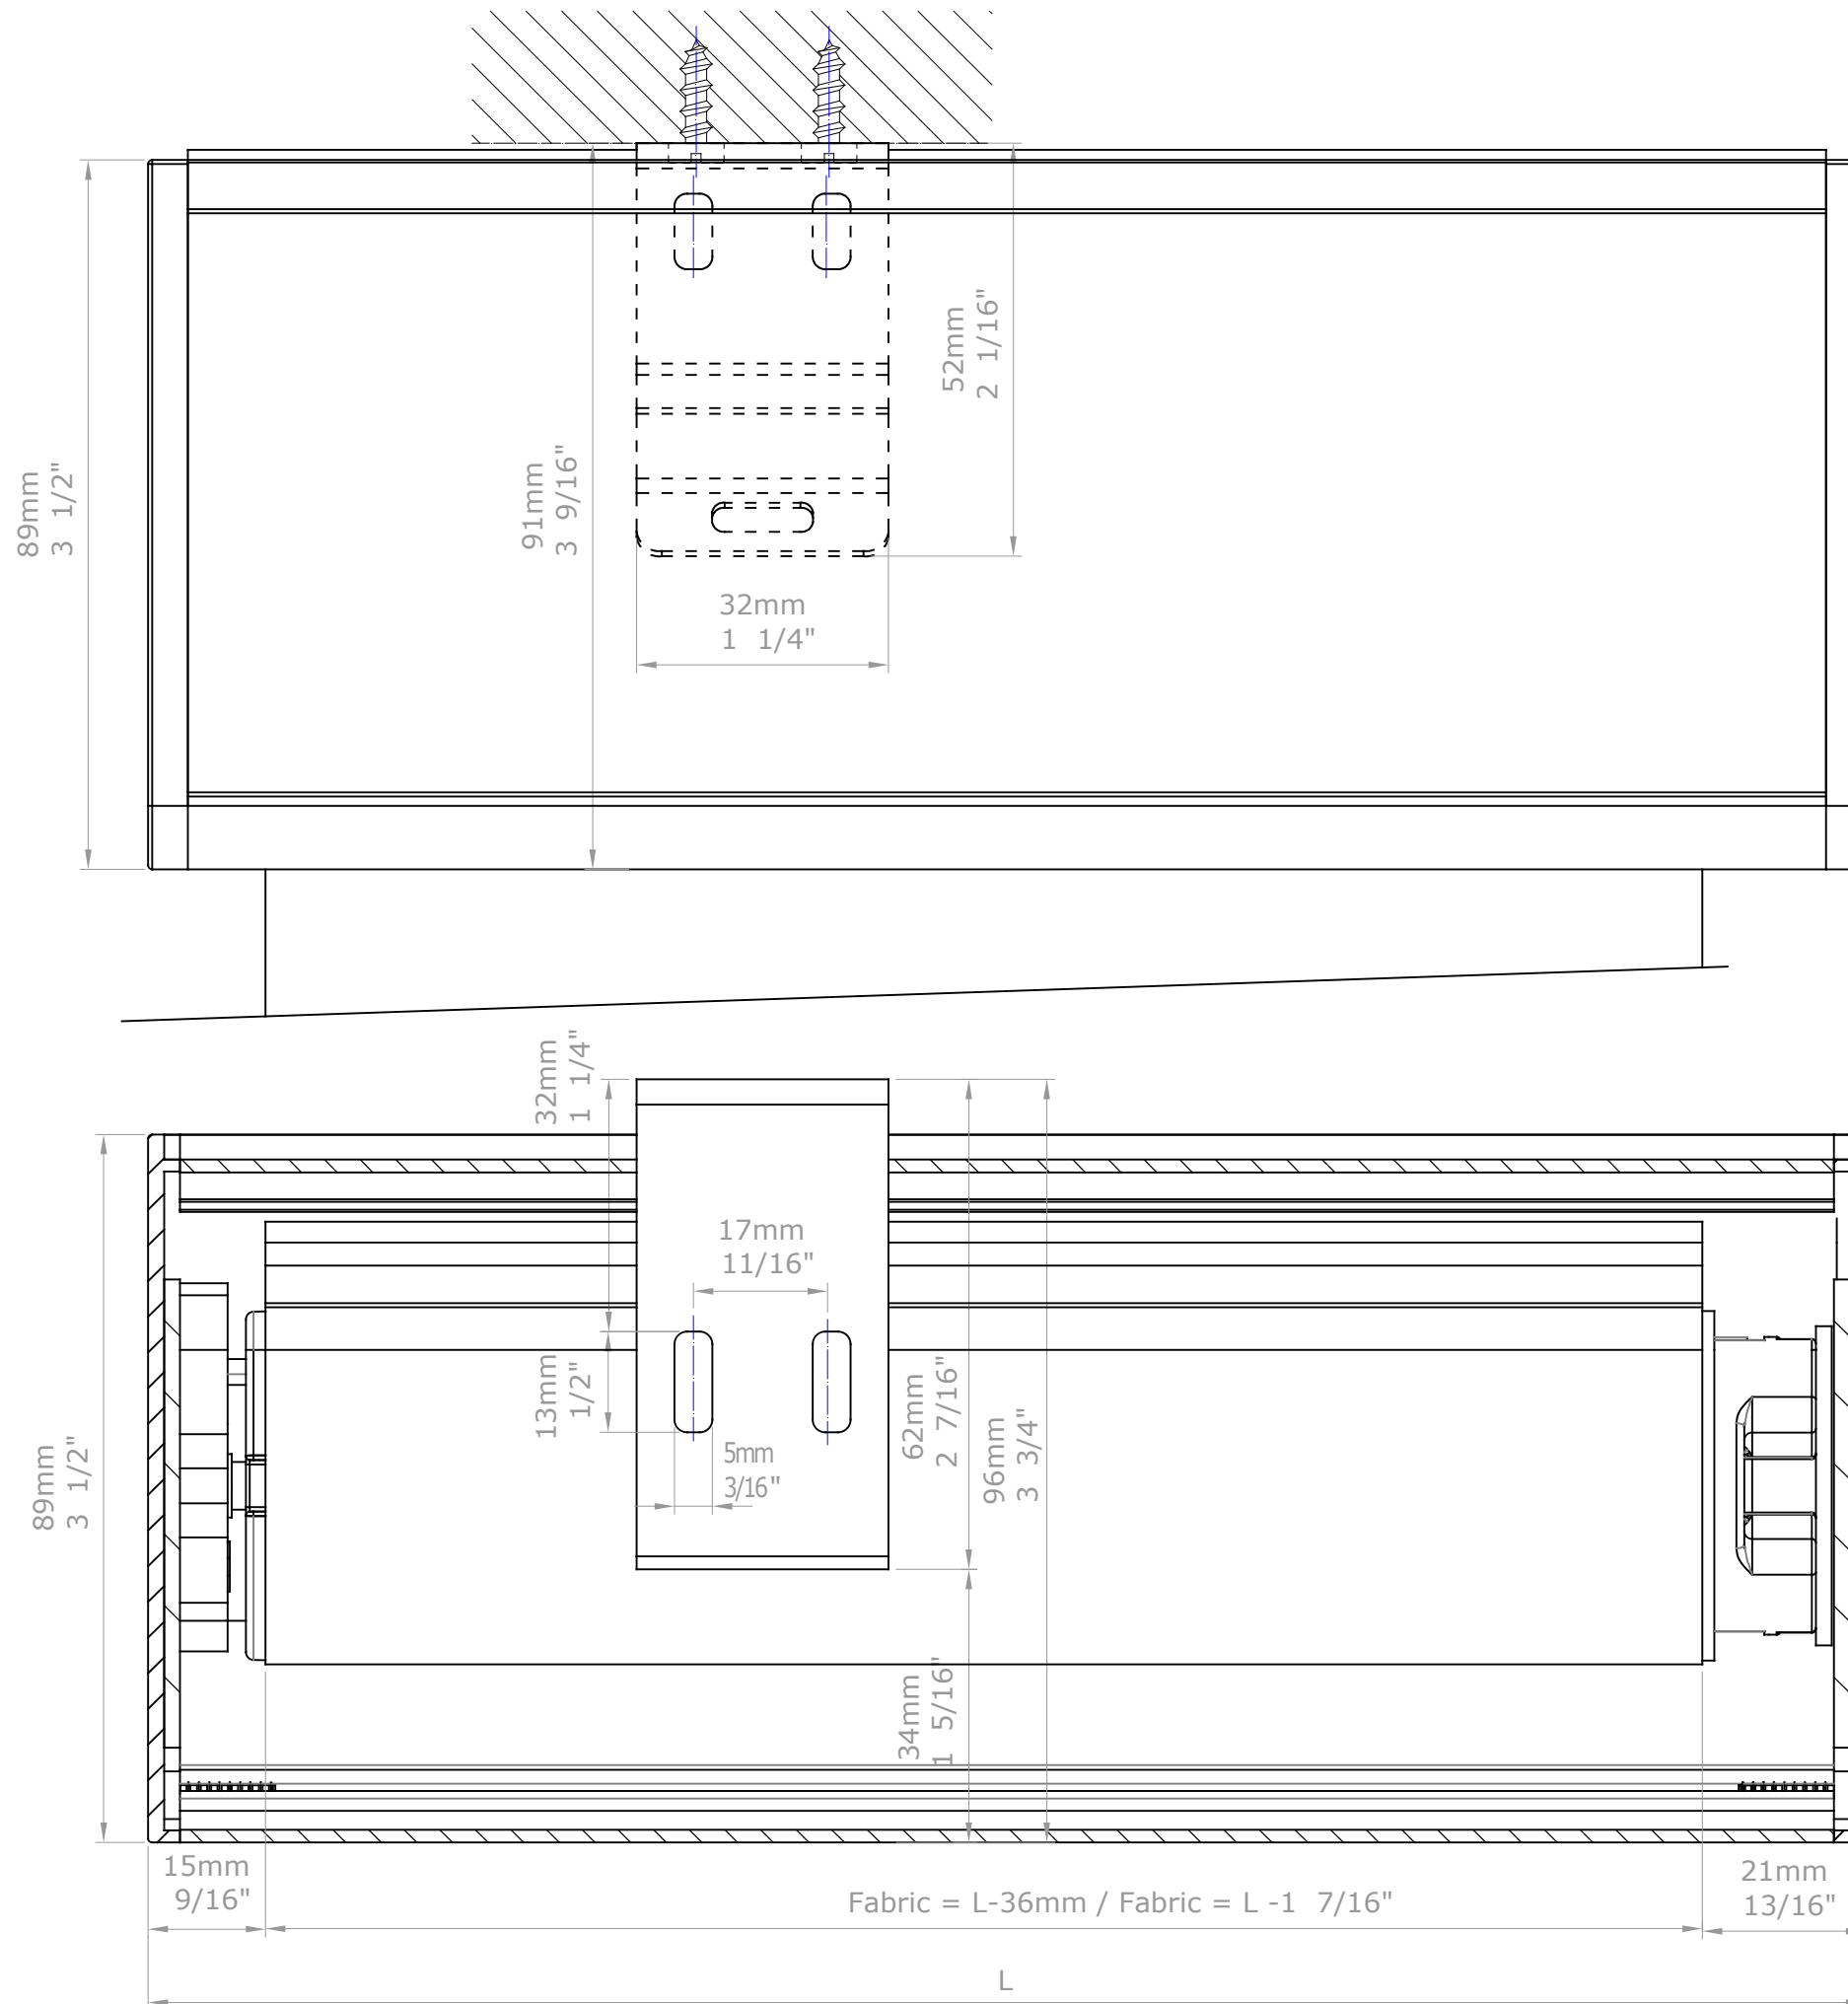 89mm
3 1/2"
91mm
3 9/16"
52mm
2 1/16"
32mm
1 1/4"
32mm
1 1/4"
17mm
11/16"
13mm
1/2"
5mm
3/16"
62mm
2 7/16"
96mm
3 3/4"
89mm
3 1/2"
34mm
1 5/16"
15mm
9/16"
Fabric = L-36mm / Fabric = L -1 7/16"
21mm
13/16"
L